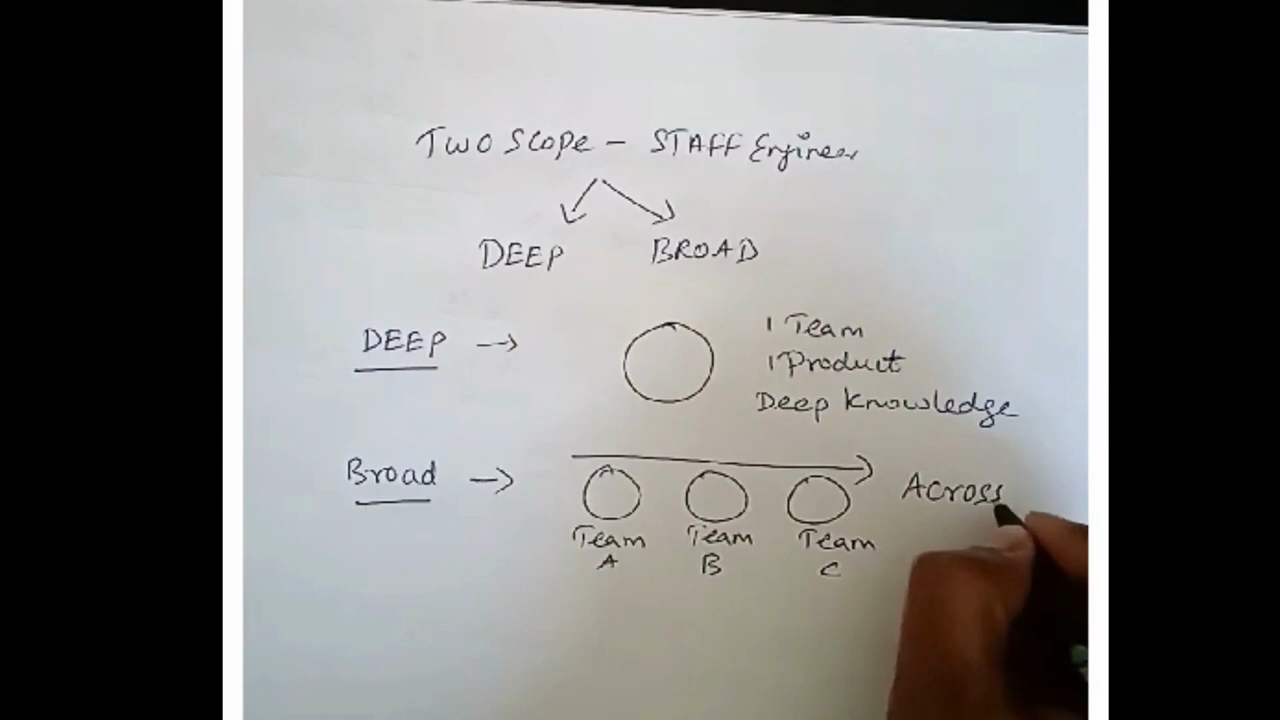 Two Scope - STAFF Engineer
DEEP BROAD
DEEP →
1 Team
1 Product
Deep Knowledge
Broad →
Across
Team A
Team B
Team C